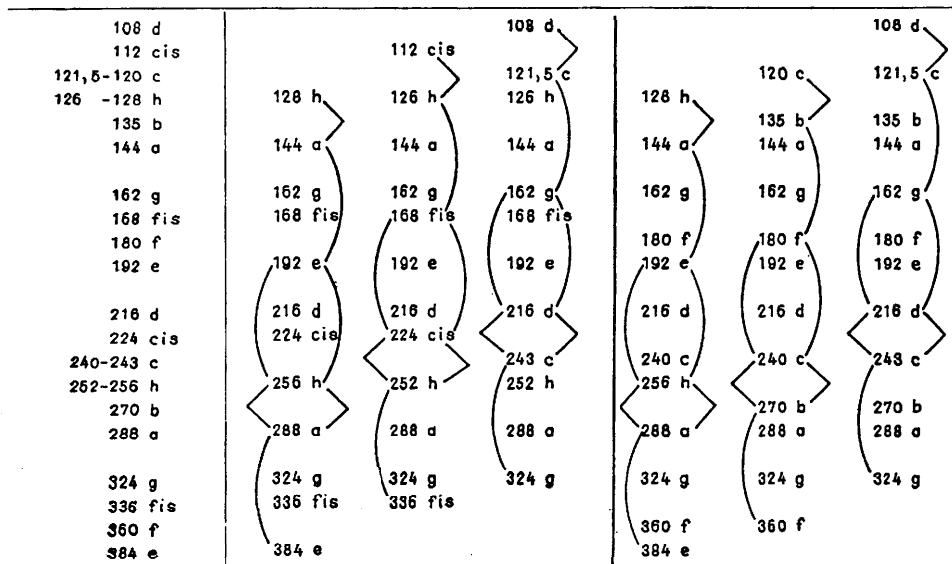 108 d 108 d 108 d
112 cis 112 cis
121,5-120 c 121,5 c 120 c 121,5 c
126 -128 h 128 h 126 h 126 h 128 h
135 b 135 b 135 b
144 a 144 a 144 a 144 a 144 a 144 a 144 a
162 g 162 g 162 g 162 g 162 g 162 g 162 g
168 fis 168 fis 168 fis 168 fis
180 f 180 f 180 f 180 f
192 e 192 e 192 e 192 e 192 e 192 e 192 e
216 d 216 d 216 d 216 d 216 d 216 d 216 d
224 cis 224 cis 224 cis
240-243 c 243 c 240 c 240 c 243 c
252-256 h 256 h 252 h 252 h 256 h
270 b 270 b 270 b
288 a 288 a 288 a 288 a 288 a 288 a 288 a
324 g 324 g 324 g 324 g 324 g 324 g 324 g
336 fis 336 fis 336 fis
360 f 360 f 360 f
384 e 384 e 384 e